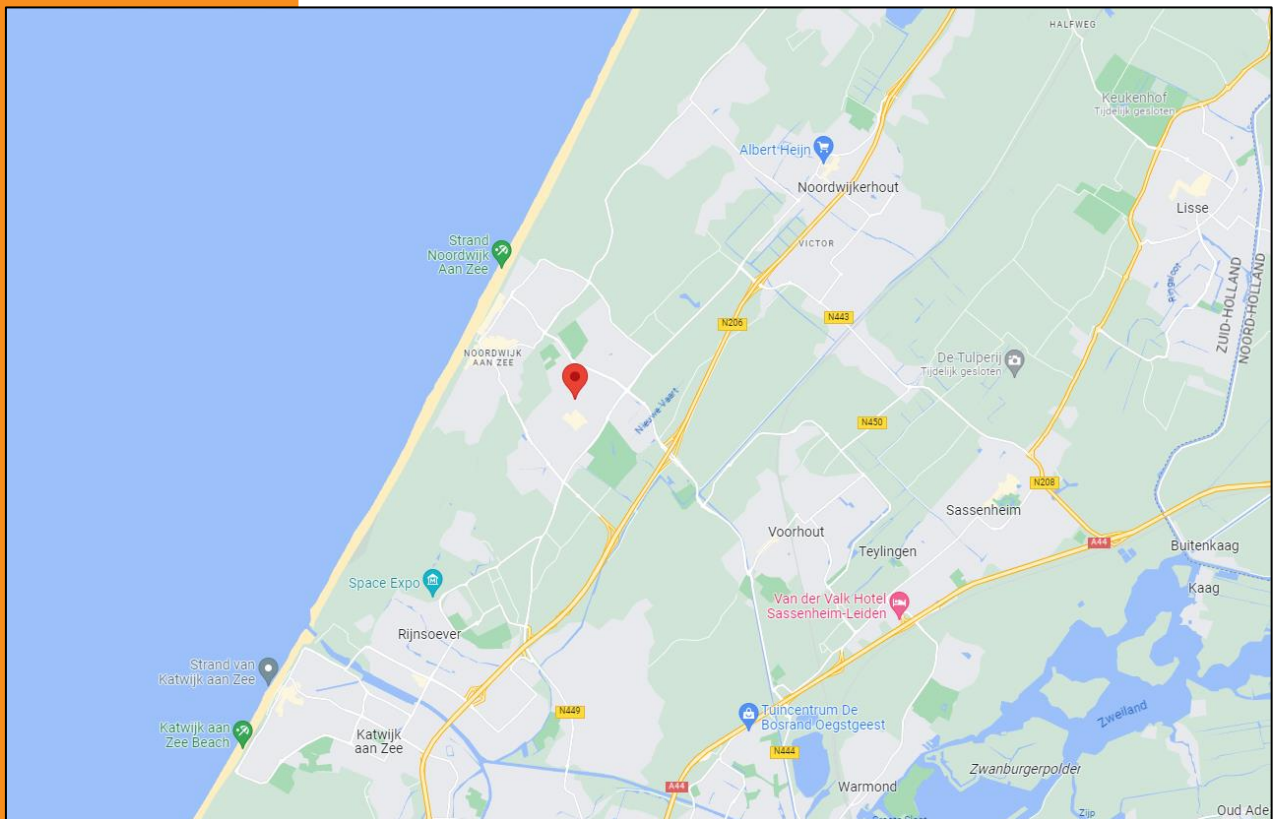 HALFWEG
Keukenhof
Tijdelijk gesloten
Albert Heijn
Noordwijkerhout
Lisse
Strand
Noordwijk
Aan Zee
VICTOR
Ringsloot
ZUID-HOLLAND
NOORD-HOLLAND
N206
N443
NOORDWIJK
AAN ZEE
De Tulperij
Tijdelijk gesloten
Nieuwe Vaart
N450
N208
Sassenheim
Voorhout
A44
Buitenkaag
Teylingen
Space Expo
Kaag
Van der Valk Hotel
Sassenheim-Leiden
Rijnsoever
Strand van
Katwijk aan Zee
N449
Tuincentrum De
Bosrand Oegstgeest
Zweiland
Katwijk aan
Zee Beach
Katwijk
aan Zee
N444
Zwanburgerpolder
A44
Warmond
Zijp
Oud Ade